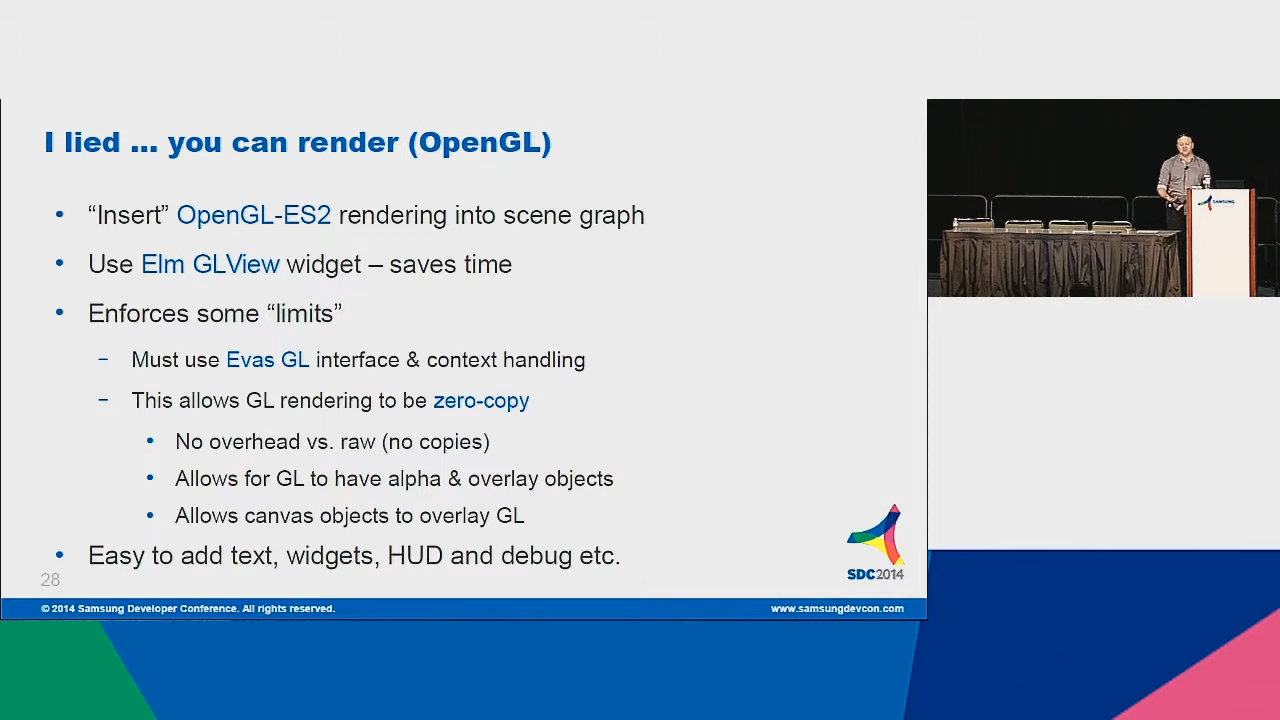 I lied ... you can render (OpenGL)
• “Insert” OpenGL-ES2 rendering into scene graph
• Use Elm GLView widget – saves time
• Enforces some “limits”
– Must use Evas GL interface & context handling
– This allows GL rendering to be zero-copy
• No overhead vs. raw (no copies)
• Allows for GL to have alpha & overlay objects
• Allows canvas objects to overlay GL
• Easy to add text, widgets, HUD and debug etc.
28
SDC2014
© 2014 Samsung Developer Conference. All rights reserved.
www.samsungdevcon.com
SAMSUNG